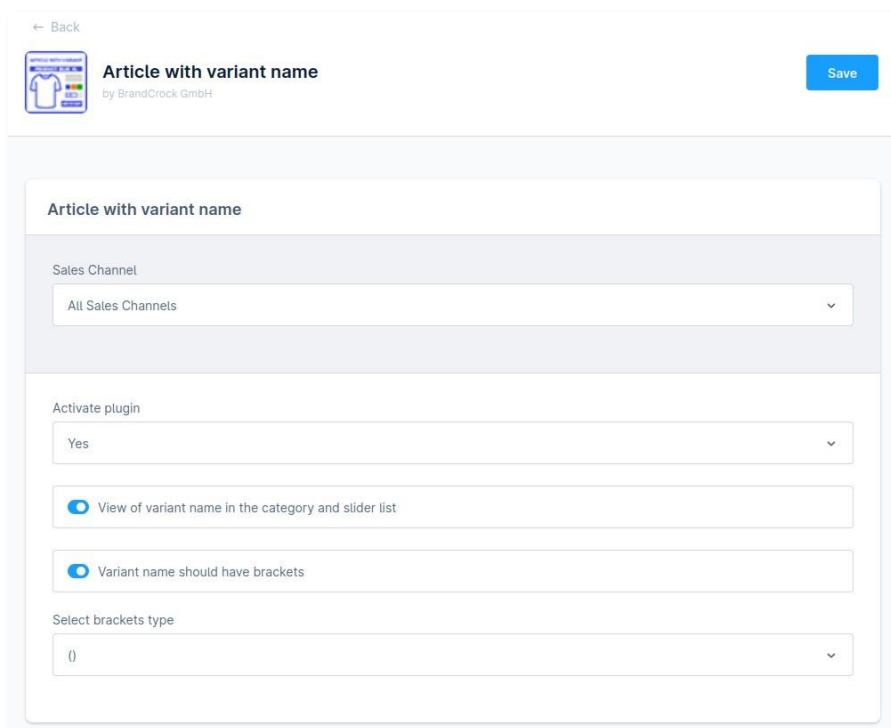 ← Back
Article with variant name
by BrandCrock GmbH
Save
Article with variant name
Sales Channel
All Sales Channels
Activate plugin
Yes
View of variant name in the category and slider list
Variant name should have brackets
Select brackets type
()